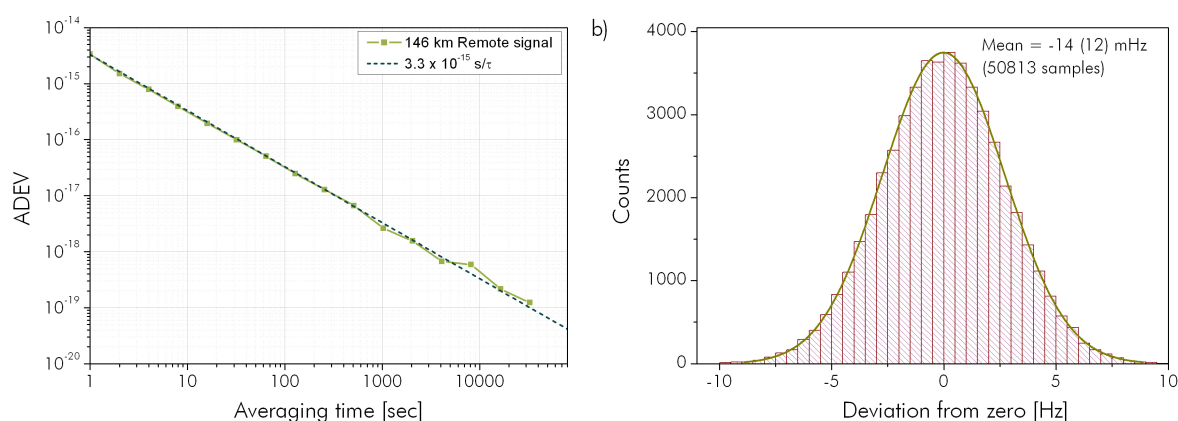 10^-14
10^-15
10^-16
10^-17
10^-18
10^-19
10^-20
ADEV
1
10
100
1000
10000
Averaging time [sec]
146 km Remote signal
3.3 x 10^-15 s/τ
b)
4000
3000
2000
1000
0
Counts
-10
-5
0
5
10
Deviation from zero [Hz]
Mean = -14 (12) mHz
(50813 samples)